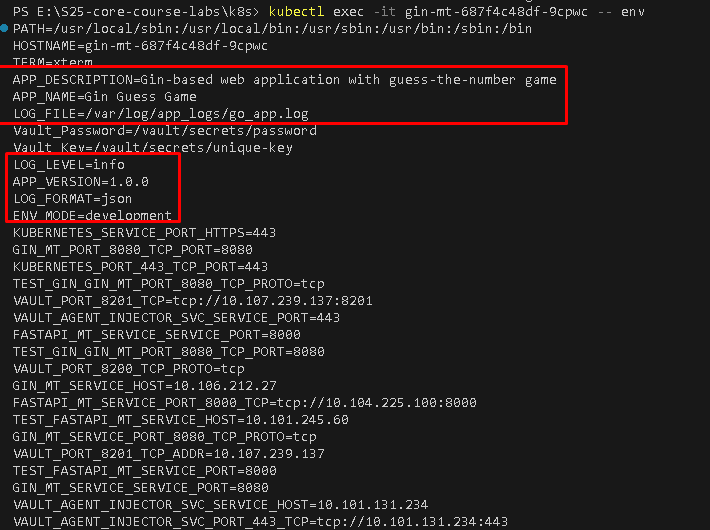 PS E:\S25-core-course-labs\k8s> kubectl exec -it gin-mt-687f4c48df-9cpwc -- env
PATH=/usr/local/sbin:/usr/local/bin:/usr/sbin:/usr/bin:/sbin:/bin
HOSTNAME=gin-mt-687f4c48df-9cpwc
TERM=xterm
APP_DESCRIPTION=Gin-based web application with guess-the-number game
APP_NAME=Gin Guess Game
LOG_FILE=/var/log/app_logs/go_app.log
Vault_Password=/vault/secrets/password
Vault_Key=/vault/secrets/unique-key
LOG_LEVEL=info
APP_VERSION=1.0.0
LOG_FORMAT=json
ENV_MODE=development
KUBERNETES_SERVICE_PORT_HTTPS=443
GIN_MT_PORT_8080_TCP_PORT=8080
KUBERNETES_PORT_443_TCP_PORT=443
TEST_GIN_GIN_MT_PORT_8080_TCP_PROTO=tcp
VAULT_PORT_8201_TCP=tcp://10.107.239.137:8201
VAULT_AGENT_INJECTOR_SVC_SERVICE_PORT=443
FASTAPI_MT_SERVICE_SERVICE_PORT=8000
TEST_GIN_GIN_MT_PORT_8080_TCP_PORT=8080
VAULT_PORT_8200_TCP_PROTO=tcp
GIN_MT_SERVICE_HOST=10.106.212.27
FASTAPI_MT_SERVICE_PORT_8000_TCP=tcp://10.104.225.100:8000
TEST_FASTAPI_MT_SERVICE_HOST=10.101.245.60
GIN_MT_SERVICE_PORT_8080_TCP_PROTO=tcp
VAULT_PORT_8201_TCP_ADDR=10.107.239.137
TEST_FASTAPI_MT_SERVICE_PORT=8000
GIN_MT_SERVICE_SERVICE_PORT=8080
VAULT_AGENT_INJECTOR_SVC_SERVICE_HOST=10.101.131.234
VAULT_AGENT_INJECTOR_SVC_PORT_443_TCP=tcp://10.101.131.234:443